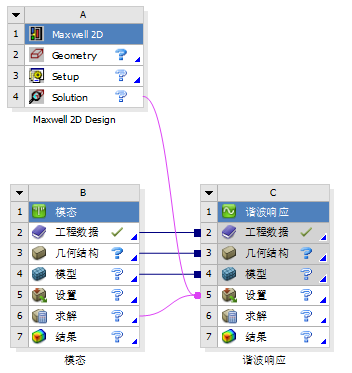 A
1 Maxwell 2D
2 Geometry
3 Setup
4 Solution
Maxwell 2D Design
B
1 模态
2 工程数据
3 几何结构
4 模型
5 设置
6 求解
7 结果
模态
C
1 谐波响应
2 工程数据
3 几何结构
4 模型
5 设置
6 求解
7 结果
谐波响应